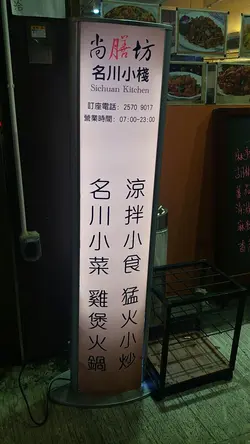 尚膳坊
名川小棧
Sichuan Kitchen
訂座電話: 2570 9017
營業時間: 07:00-23:00
涼拌小食 猛火小炒
名川小菜 雞煲火鍋